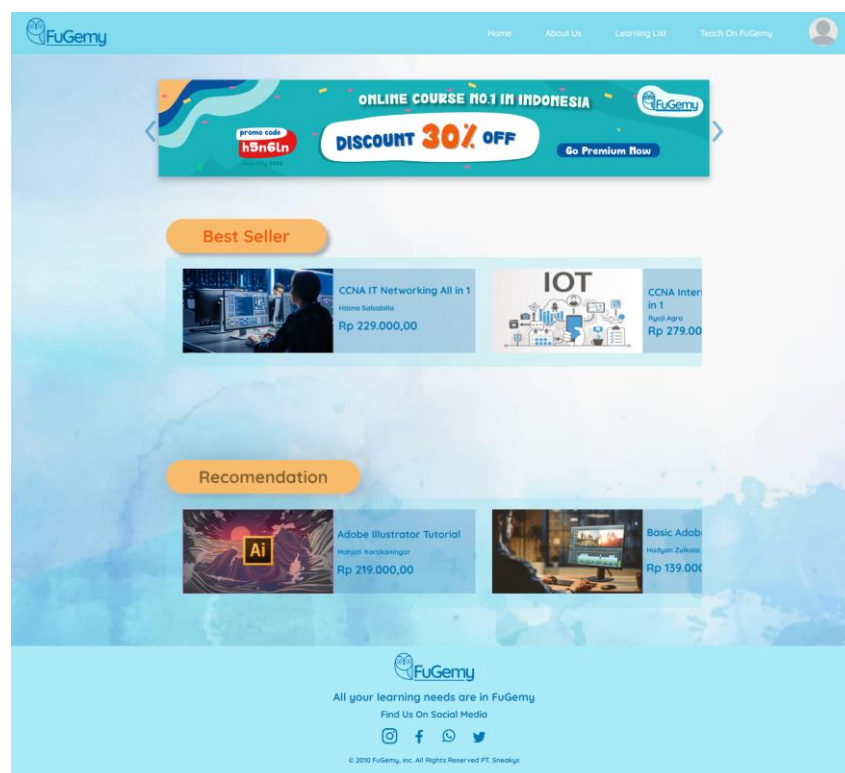 FuGemy
Home About Us Learning List Teach On FuGemy
ONLINE COURSE NO.1 IN INDONESIA
FuGemy
promo code
h5n6ln
DISCOUNT 30% OFF
Go Premium Now
Best Seller
CCNA IT Networking All in 1
Hasna Salsabilla
Rp 229.000,00
IOT
CCNA Inter
in 1
Ryoji Agro
Rp 279.00
Recomendation
Ai
Adobe Illustrator Tutorial
Mahjati Kartikaningar
Rp 219.000,00
Basic Adob
Hadyan Zulkaisi
Rp 139.000
FuGemy
All your learning needs are in FuGemy
Find Us On Social Media
© 2010 FuGemy, inc. All Rights Reserved PT. Sneakys